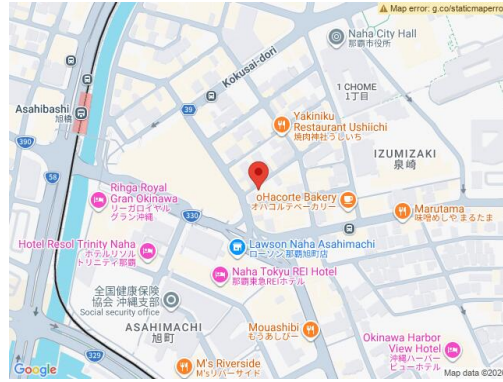 Map error: g.co/staticmaperro
Naha City Hall
那覇市役所
Kokusai-dori
1 CHOME
1丁目
39
Asahibashi
旭橋
Yakiniku
Restaurant Ushiichi
焼肉神社うしいち
IZUMIZAKI
泉崎
390
58
Rihga Royal
Gran Okinawa
リーガロイヤル
グラン沖縄
oHacorte Bakery
オハコルテベーカリー
Marutama
味噌めしや まるたま
330
Hotel Resol Trinity Naha
ホテルリソル
トリニティ那覇
Lawson Naha Asahimachi
ローソン 那覇旭町店
Naha Tokyu REI Hotel
那覇東急REIホテル
全国健康保険
協会 沖縄支部
Social security office
ASAHIMACHI
旭町
Mouashibi
もうあしびー
Okinawa Harbor
View Hotel
沖縄ハーバー
ビューホテル
329
M's Riverside
M'sリバーサイド
Google
Map data ©2026